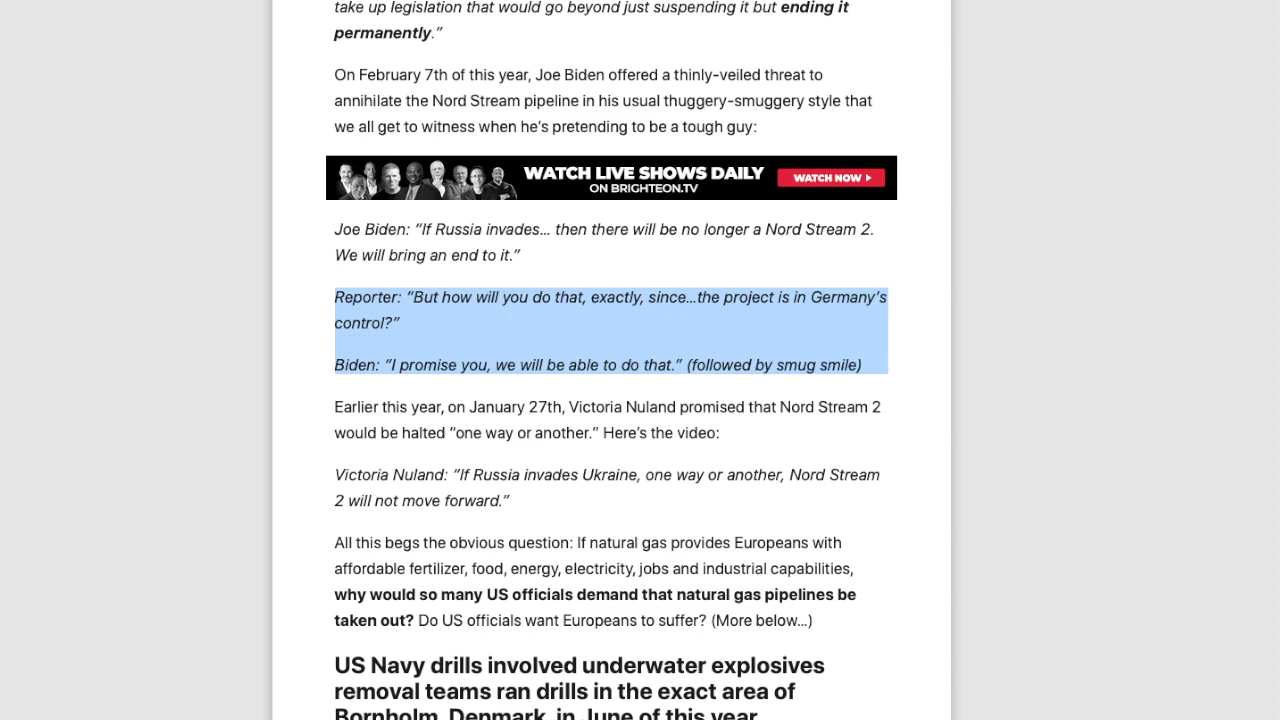 take up legislation that would go beyond just suspending it but ending it
permanently.”
On February 7th of this year, Joe Biden offered a thinly-veiled threat to
annihilate the Nord Stream pipeline in his usual thuggery-smuggery style that
we all get to witness when he’s pretending to be a tough guy:
WATCH LIVE SHOWS DAILY
ON BRIGHTEON.TV
WATCH NOW
Joe Biden: “If Russia invades… then there will be no longer a Nord Stream 2.
We will bring an end to it.”
Reporter: “But how will you do that, exactly, since…the project is in Germany’s
control?”
Biden: “I promise you, we will be able to do that.” (followed by smug smile)
Earlier this year, on January 27th, Victoria Nuland promised that Nord Stream 2
would be halted “one way or another.” Here’s the video:
Victoria Nuland: “If Russia invades Ukraine, one way or another, Nord Stream
2 will not move forward.”
All this begs the obvious question: If natural gas provides Europeans with
affordable fertilizer, food, energy, electricity, jobs and industrial capabilities,
why would so many US officials demand that natural gas pipelines be
taken out? Do US officials want Europeans to suffer? (More below…)
US Navy drills involved underwater explosives
removal teams ran drills in the exact area of
Bornholm, Denmark, in June of this year